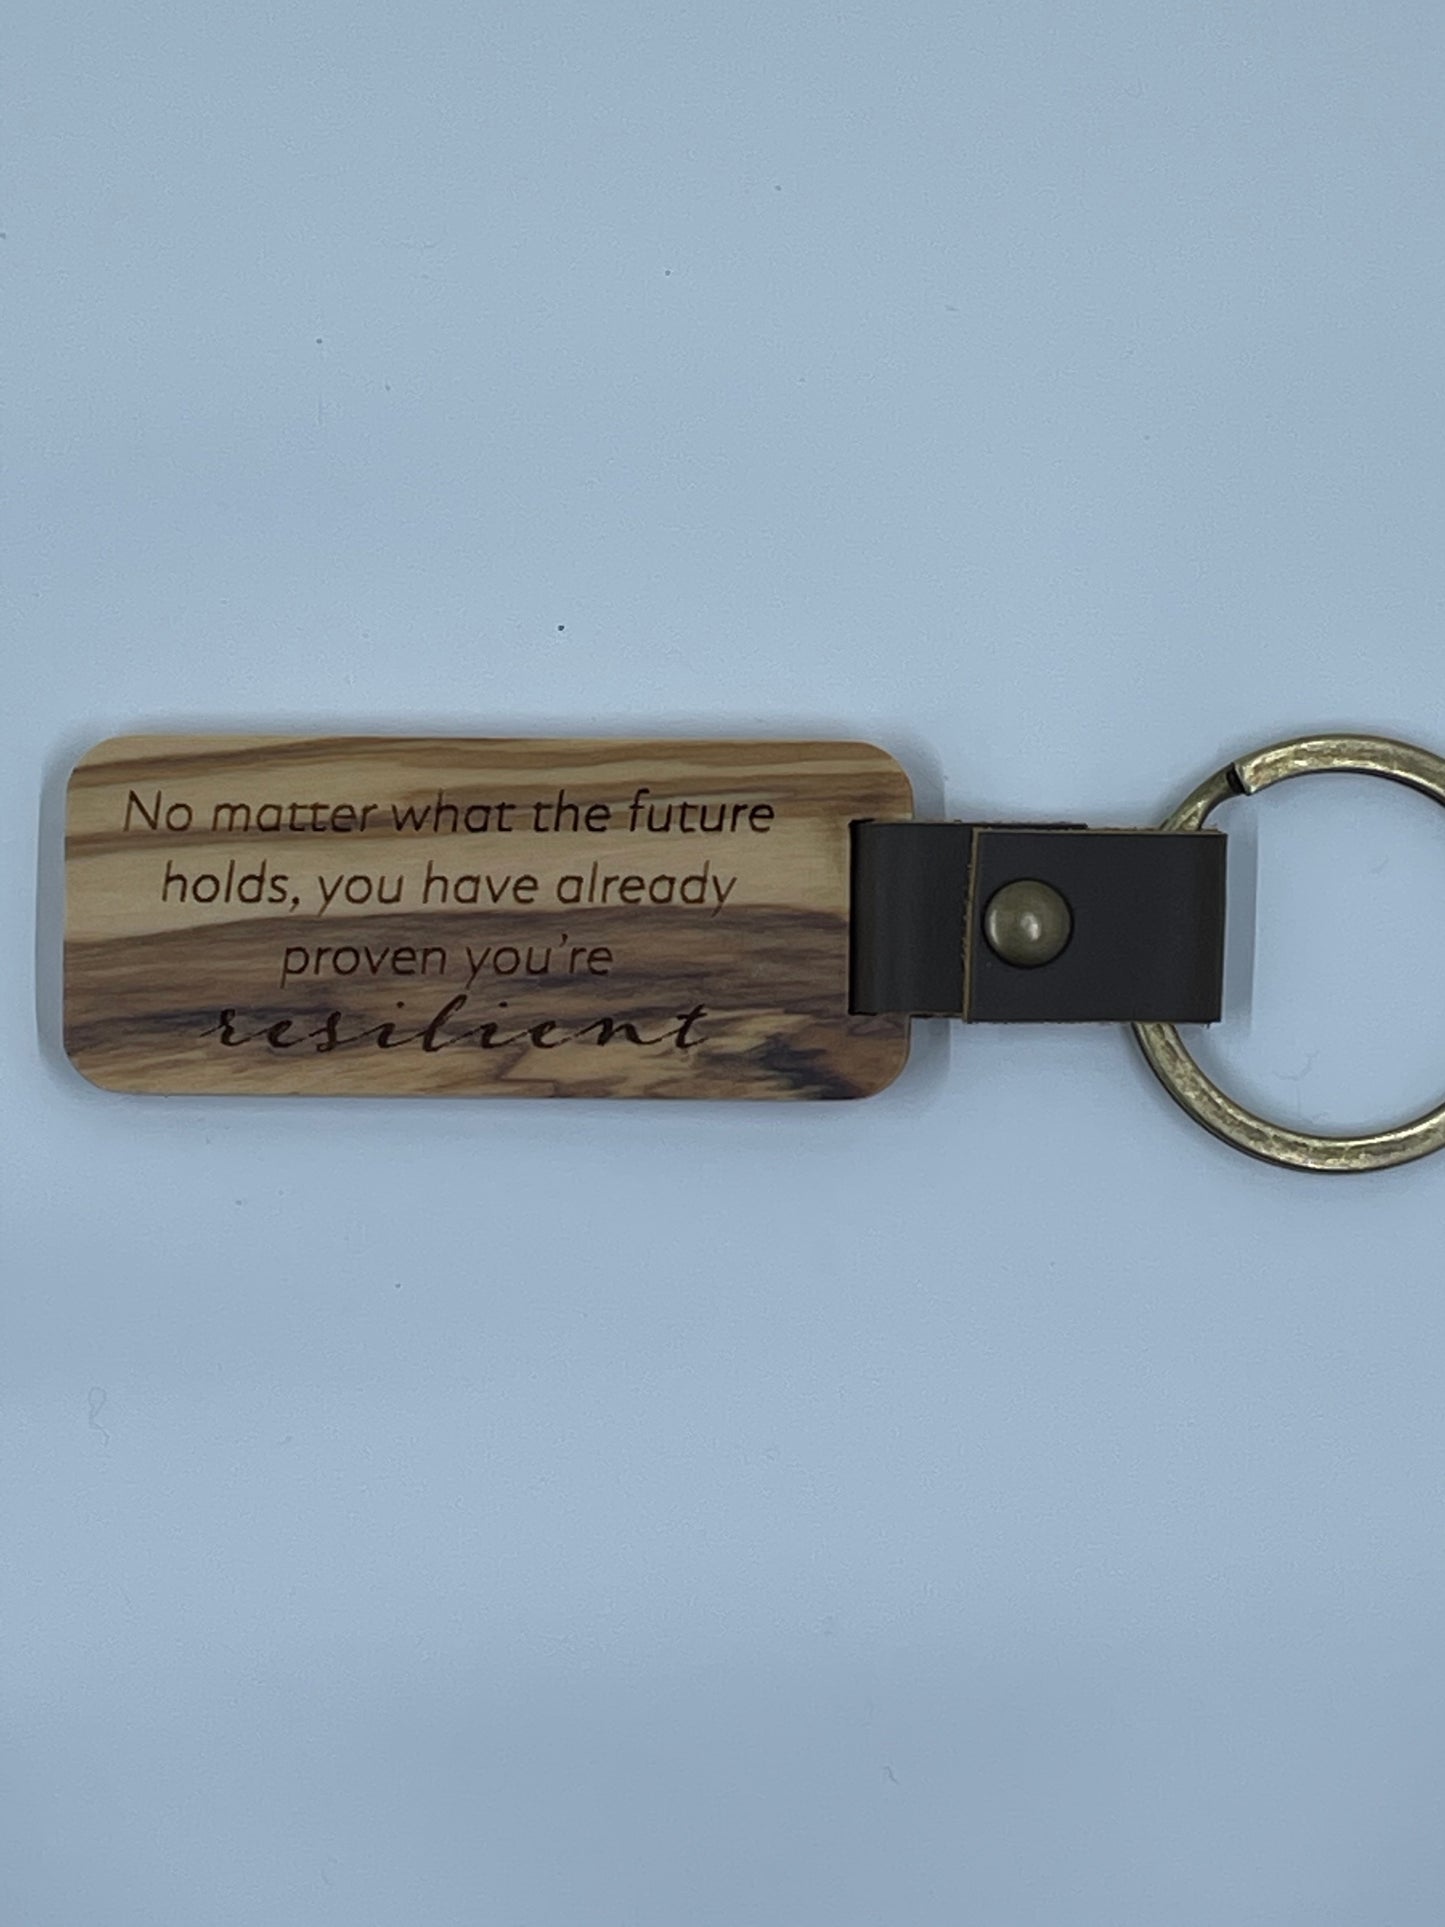 No matter what the future
holds, you have already
proven you're
resilient